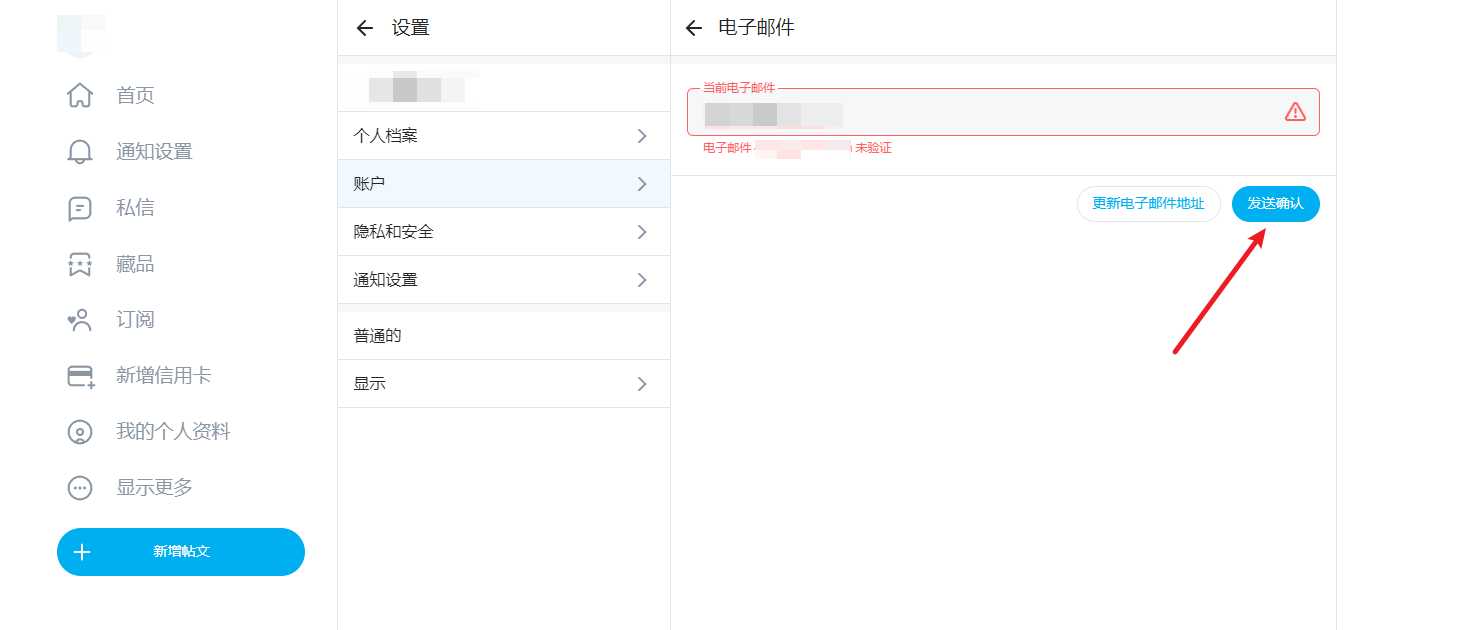 首页
通知设置
私信
藏品
订阅
新增信用卡
我的个人资料
显示更多
新增帖文
设置
个人档案
账户
隐私和安全
通知设置
普通的
显示
电子邮件
当前电子邮件
电子邮件 未验证
更新电子邮件地址
发送确认